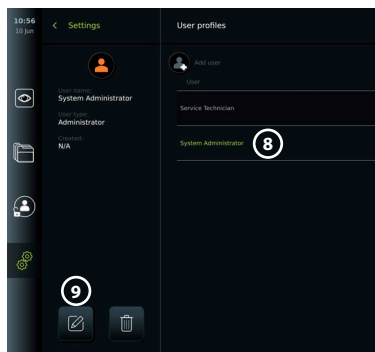 10:56
10 Jun
Settings
User profiles
Add user
User
User name:
System Administrator
User type:
Administrator
Created:
N/A
Service Technician
System Administrator
8
9